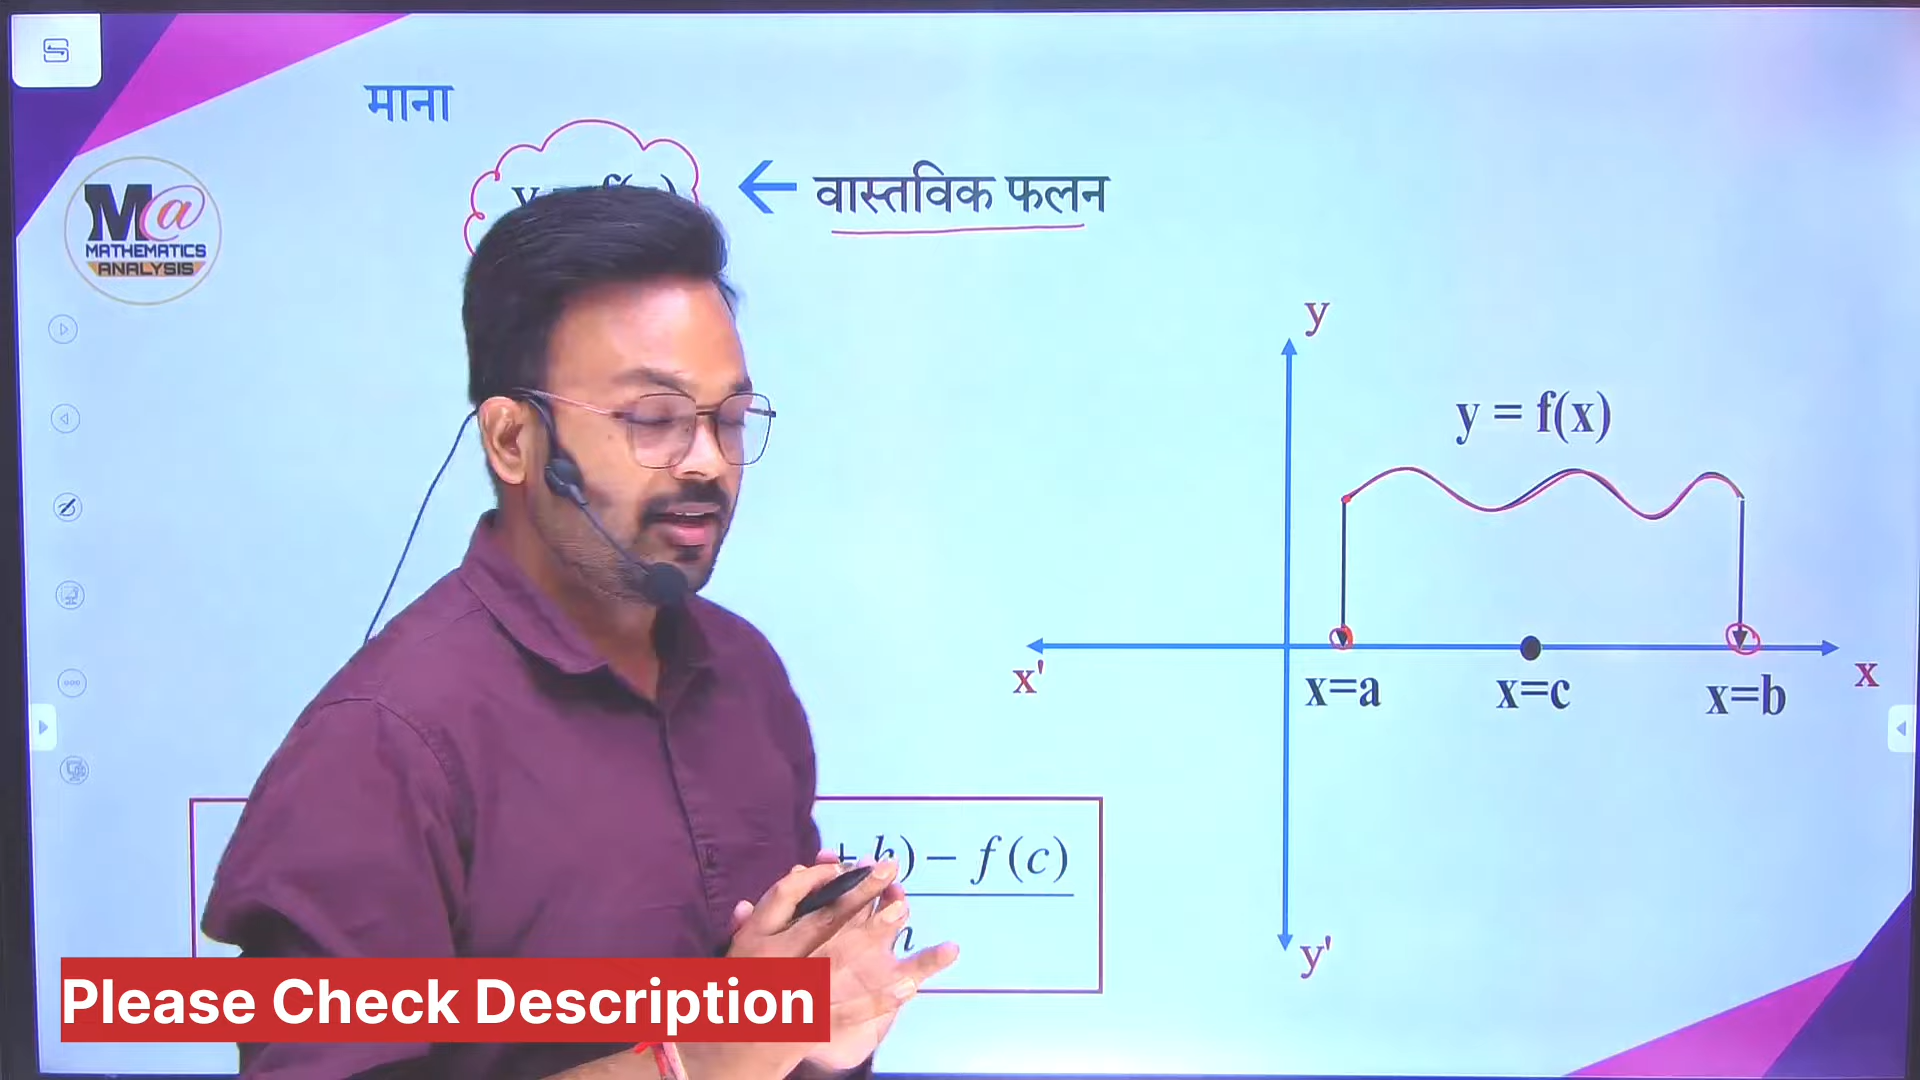 माना
← वास्तविक फलन
M@
MATHEMATICS
ANALYSIS
y
y = f(x)
x'
x=a
x=c
x=b
x
+ h) – f(c)
y'
Please Check Description